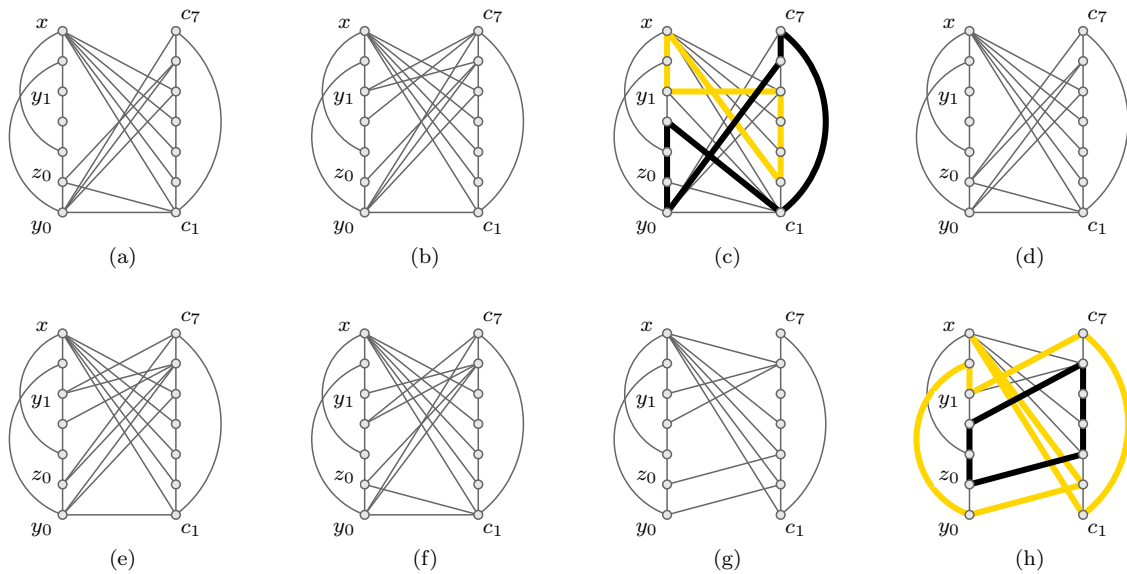 x c₇ x c₇ x c₇ x c₇
y₁ y₁ y₁ y₁
z₀ z₀ z₀ z₀
y₀ c₁ y₀ c₁ y₀ c₁ y₀ c₁
(a) (b) (c) (d)
x c₇ x c₇ x c₇ x c₇
y₁ y₁ y₁ y₁
z₀ z₀ z₀ z₀
y₀ c₁ y₀ c₁ y₀ c₁ y₀ c₁
(e) (f) (g) (h)